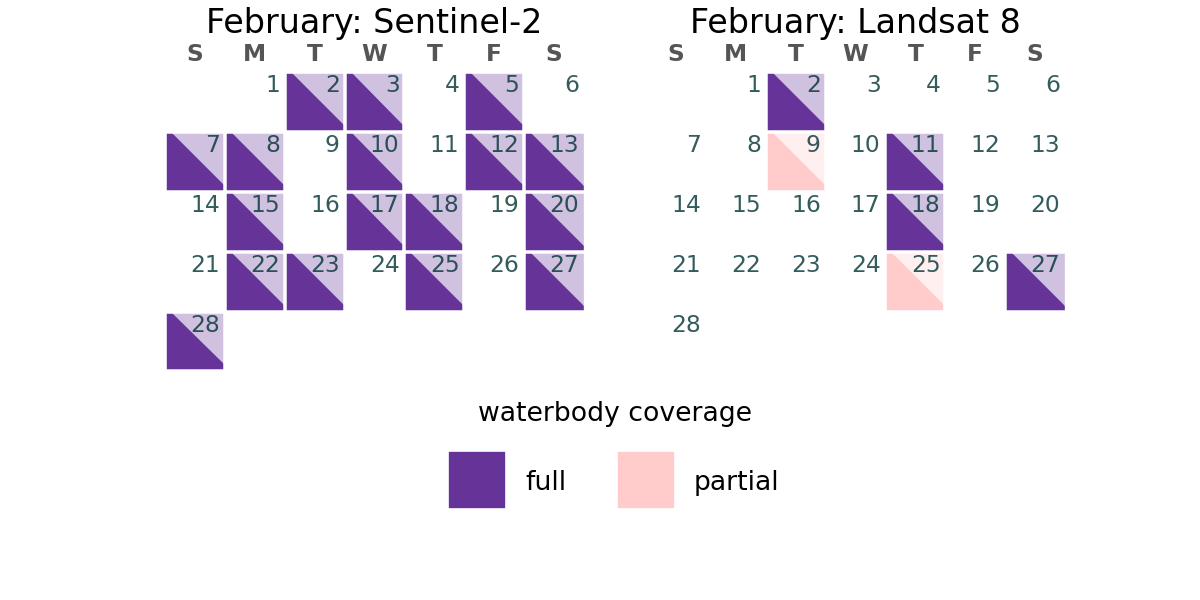 February: Sentinel-2
S M T W T F S
1 2 3 4 5 6
7 8 9 10 11 12 13
14 15 16 17 18 19 20
21 22 23 24 25 26 27
28
February: Landsat 8
S M T W T F S
1 2 3 4 5 6
7 8 9 10 11 12 13
14 15 16 17 18 19 20
21 22 23 24 25 26 27
28
waterbody coverage
full partial